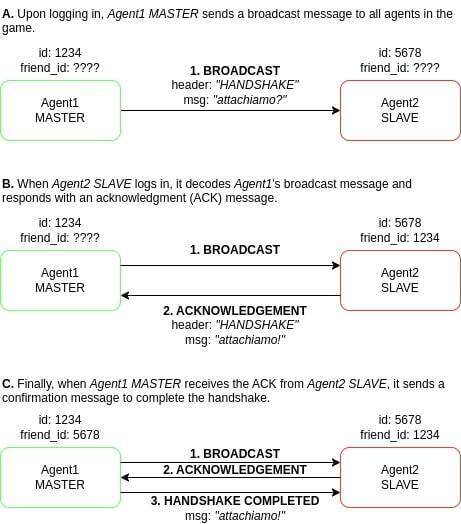 A. Upon logging in, Agent1 MASTER sends a broadcast message to all agents in the
game.
id: 1234
friend_id: ????
id: 5678
friend_id: ????
1. BROADCAST
header: "HANDSHAKE"
msg: "attachiamo?"
Agent1
MASTER
Agent2
SLAVE
B. When Agent2 SLAVE logs in, it decodes Agent1's broadcast message and
responds with an acknowledgment (ACK) message.
id: 1234
friend_id: ????
id: 5678
friend_id: 1234
1. BROADCAST
Agent1
MASTER
Agent2
SLAVE
2. ACKNOWLEDGEMENT
header: "HANDSHAKE"
msg: "attachiamo!"
C. Finally, when Agent1 MASTER receives the ACK from Agent2 SLAVE, it sends a
confirmation message to complete the handshake.
id: 1234
friend_id: 5678
id: 5678
friend_id: 1234
1. BROADCAST
Agent1
MASTER
2. ACKNOWLEDGEMENT
Agent2
SLAVE
3. HANDSHAKE COMPLETED
msg: "attachiamo!"